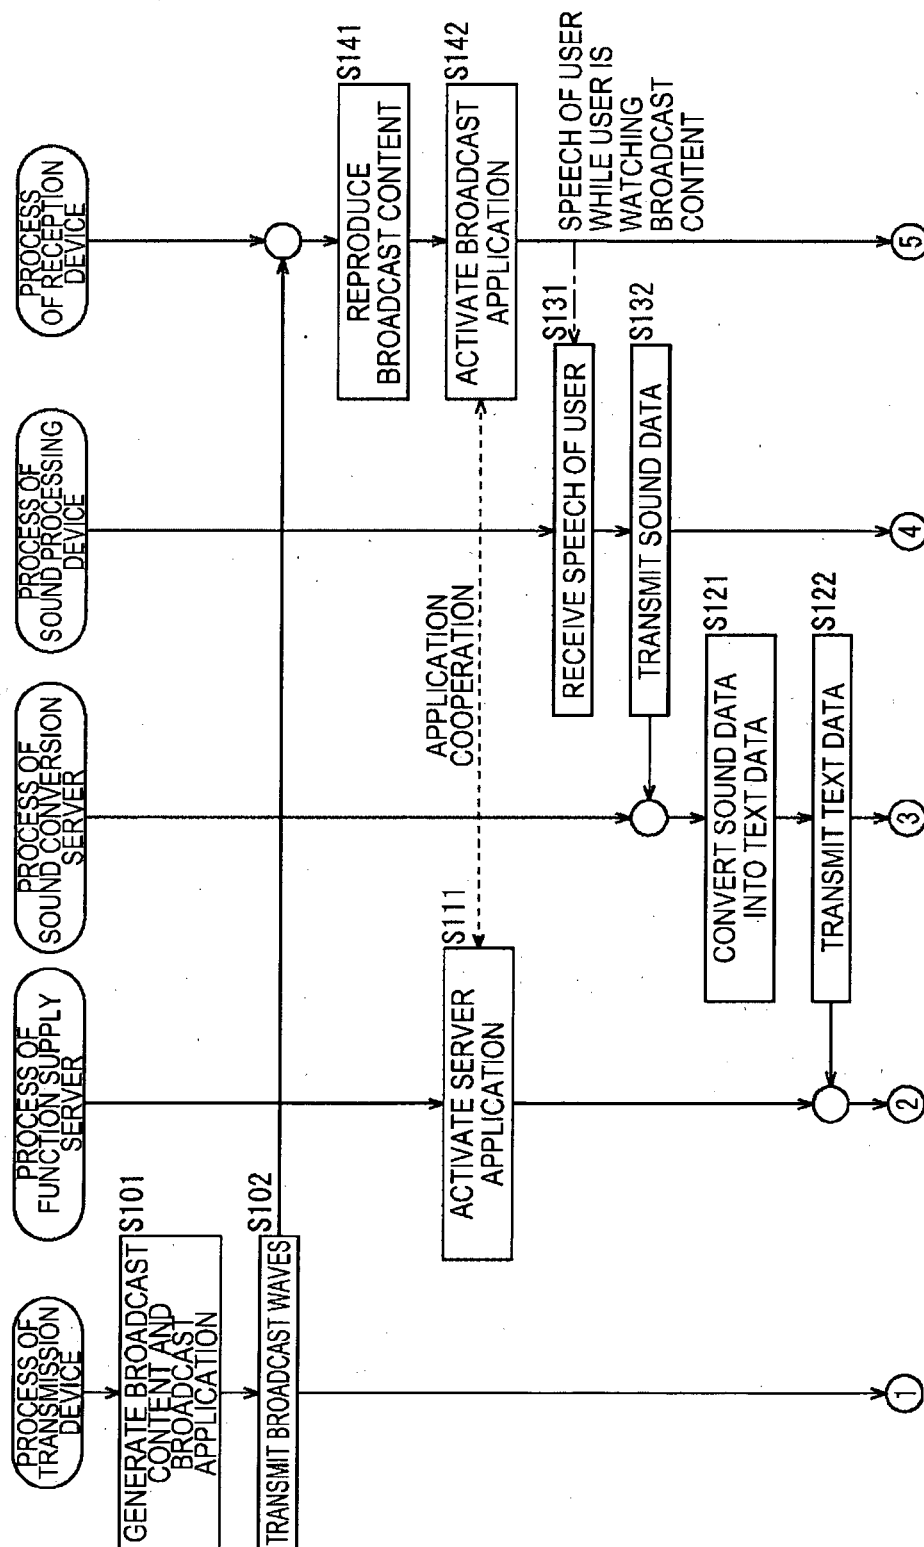 PROCESS OF
TRANSMISSION
DEVICE
PROCESS OF
FUNCTION SUPPLY
SERVER
PROCESS OF
SOUND CONVERSION
SERVER
PROCESS OF
SOUND PROCESSING
DEVICE
PROCESS
OF RECEPTION
DEVICE
S101
GENERATE BROADCAST
CONTENT AND
BROADCAST
APPLICATION
S102
TRANSMIT BROADCAST WAVES
S141
REPRODUCE
BROADCAST CONTENT
S111
ACTIVATE SERVER
APPLICATION
APPLICATION
COOPERATION
S142
ACTIVATE BROADCAST
APPLICATION
S131
RECEIVE SPEECH OF USER
SPEECH OF USER
WHILE USER IS
WATCHING
BROADCAST
CONTENT
S132
TRANSMIT SOUND DATA
S121
CONVERT SOUND DATA
INTO TEXT DATA
S122
TRANSMIT TEXT DATA
1
2
3
4
5